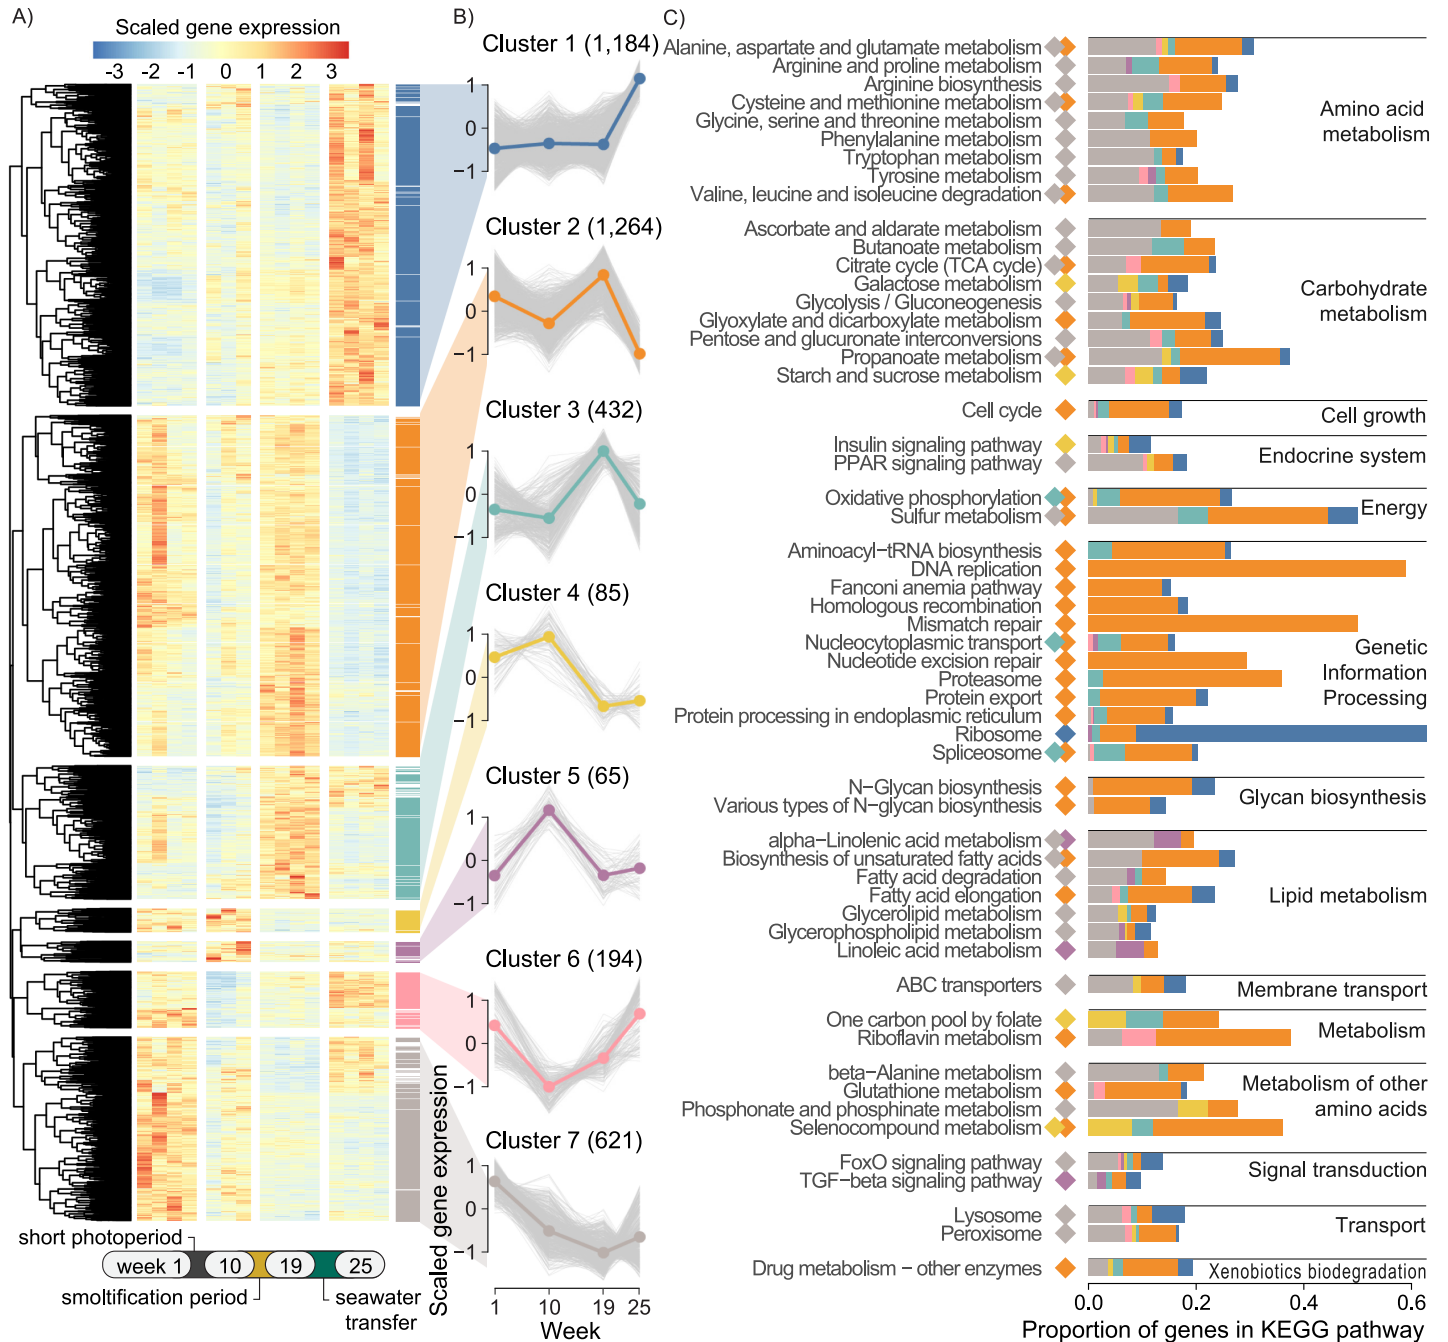 A)
Scaled gene expression
-3 -2 -1 0 1 2 3
short photoperiod
week 1 10 19 25
smoltification period
seawater
transfer
B)
Cluster 1 (1,184)
1
0
−1
Cluster 2 (1,264)
1
0
−1
Cluster 3 (432)
1
0
−1
Cluster 4 (85)
1
0
−1
Cluster 5 (65)
1
0
−1
Cluster 6 (194)
1
0
−1
Cluster 7 (621)
1
0
−1
Scaled gene expression
1 10 19 25
Week
C)
Alanine, aspartate and glutamate metabolism
Arginine and proline metabolism
Arginine biosynthesis
Cysteine and methionine metabolism
Glycine, serine and threonine metabolism
Phenylalanine metabolism
Tryptophan metabolism
Tyrosine metabolism
Valine, leucine and isoleucine degradation
Amino acid
metabolism
Ascorbate and aldarate metabolism
Butanoate metabolism
Citrate cycle (TCA cycle)
Galactose metabolism
Glycolysis / Gluconeogenesis
Glyoxylate and dicarboxylate metabolism
Pentose and glucuronate interconversions
Propanoate metabolism
Starch and sucrose metabolism
Carbohydrate
metabolism
Cell cycle
Cell growth
Insulin signaling pathway
PPAR signaling pathway
Endocrine system
Oxidative phosphorylation
Sulfur metabolism
Energy
Aminoacyl−tRNA biosynthesis
DNA replication
Fanconi anemia pathway
Homologous recombination
Mismatch repair
Nucleocytoplasmic transport
Nucleotide excision repair
Proteasome
Protein export
Protein processing in endoplasmic reticulum
Ribosome
Spliceosome
Genetic
Information
Processing
N−Glycan biosynthesis
Various types of N−glycan biosynthesis
Glycan biosynthesis
alpha−Linolenic acid metabolism
Biosynthesis of unsaturated fatty acids
Fatty acid degradation
Fatty acid elongation
Glycerolipid metabolism
Glycerophospholipid metabolism
Linoleic acid metabolism
Lipid metabolism
ABC transporters
Membrane transport
One carbon pool by folate
Riboflavin metabolism
Metabolism
beta−Alanine metabolism
Glutathione metabolism
Phosphonate and phosphinate metabolism
Selenocompound metabolism
Metabolism of other
amino acids
FoxO signaling pathway
TGF−beta signaling pathway
Signal transduction
Lysosome
Peroxisome
Transport
Drug metabolism − other enzymes
Xenobiotics biodegradation
0.0 0.2 0.4 0.6
Proportion of genes in KEGG pathway